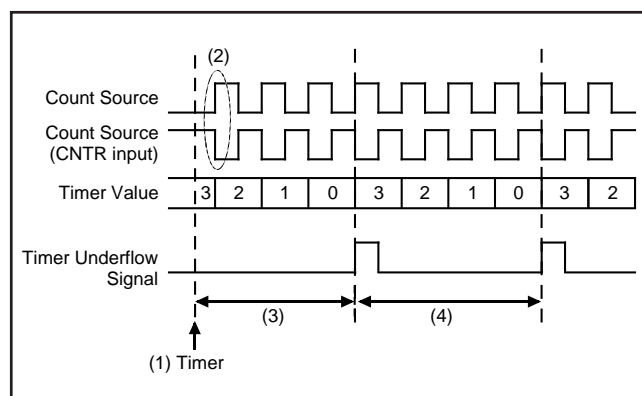 (2)
Count Source
Count Source
(CNTR input)
Timer Value
3 2 1 0 3 2 1 0 3 2
Timer Underflow
Signal
(3) (4)
(1) Timer